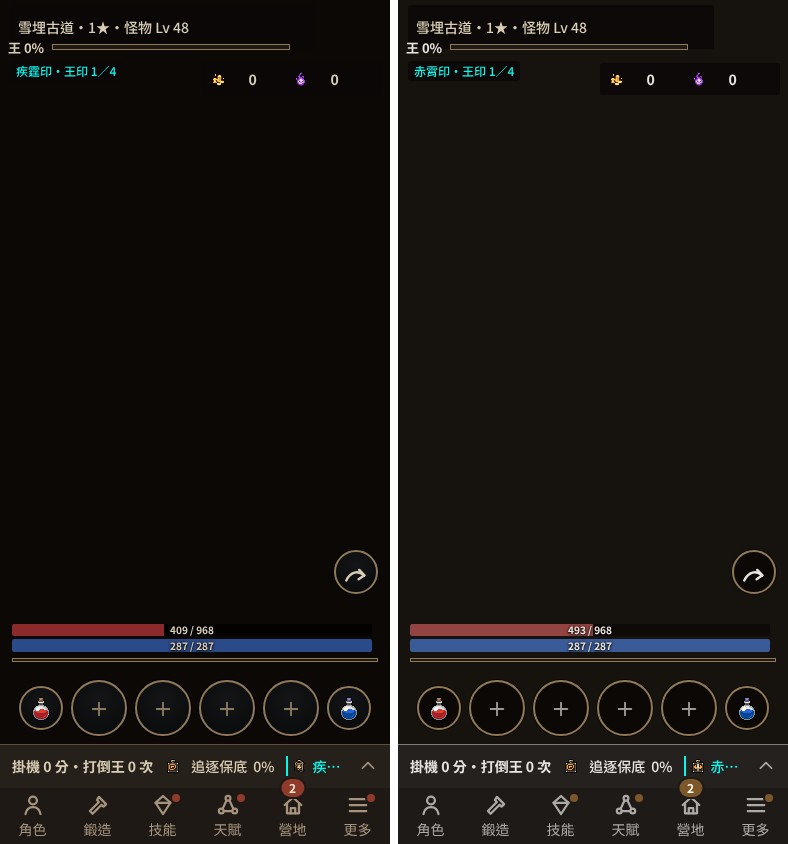 雪埋古道·1★·怪物 Lv 48
王 0%
疾霆印·王印 1／4
0
0
409 / 968
287 / 287
掛機 0 分·打倒王 0 次
追逐保底 0%
疾⋯
2
角色
鍛造
技能
天賦
營地
更多
雪埋古道·1★·怪物 Lv 48
王 0%
赤霄印·王印 1／4
0
0
493 / 968
287 / 287
掛機 0 分·打倒王 0 次
追逐保底 0%
赤⋯
2
角色
鍛造
技能
天賦
營地
更多